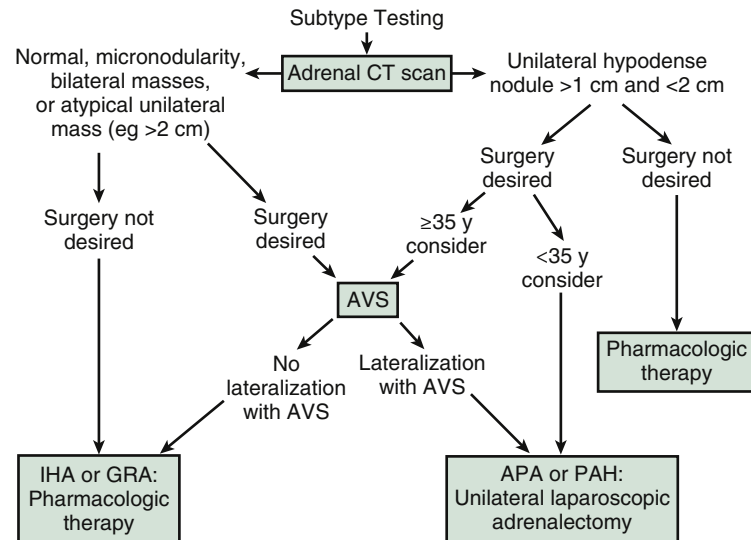 Subtype Testing
Adrenal CT scan
Normal, micronodularity,
bilateral masses,
or atypical unilateral
mass (eg >2 cm)
Unilateral hypodense
nodule >1 cm and <2 cm
Surgery not
desired
Surgery
desired
Surgery
desired
Surgery not
desired
≥35 y
consider
<35 y
consider
AVS
No
lateralization
with AVS
Lateralization
with AVS
Pharmacologic
therapy
IHA or GRA:
Pharmacologic
therapy
APA or PAH:
Unilateral laparoscopic
adrenalectomy